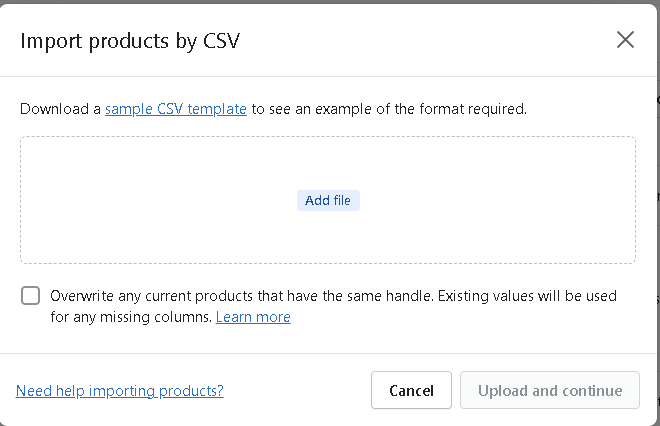 Import products by CSV
Download a sample CSV template to see an example of the format required.
Add file
Overwrite any current products that have the same handle. Existing values will be used
for any missing columns. Learn more
Need help importing products?
Cancel
Upload and continue